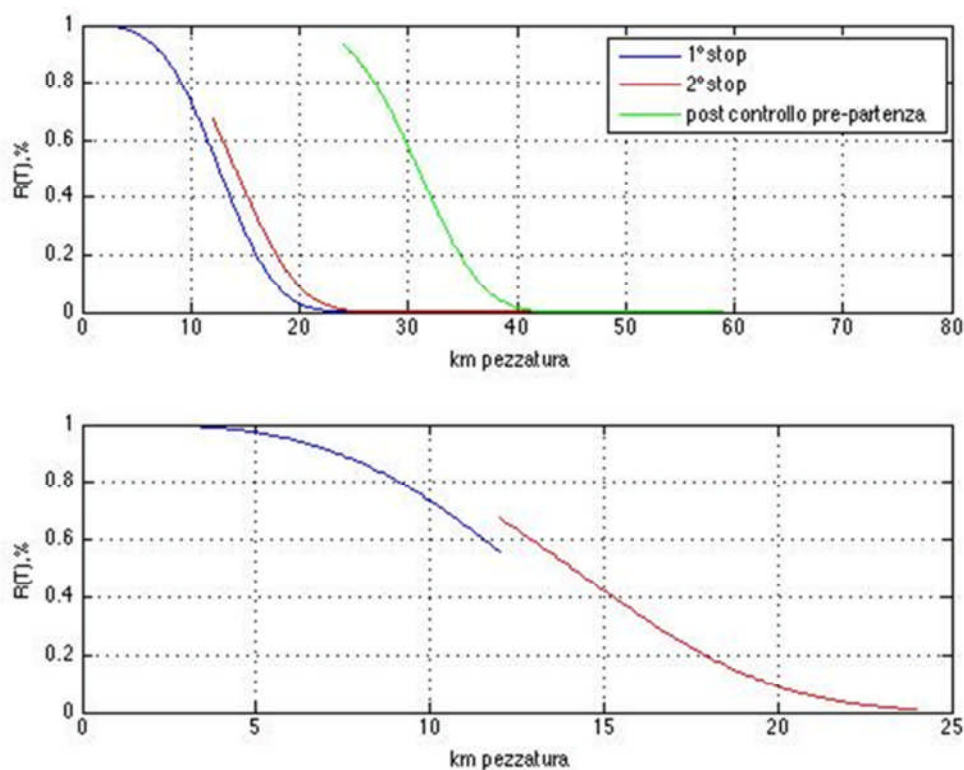 1
0.8
0.6
0.4
0.2
0
R(T),%
0 10 20 30 40 50 60 70 80
km pezzatura
1°stop
2°stop
post controllo pre-partenza
1
0.8
0.6
0.4
0.2
0
R(T),%
0 5 10 15 20 25
km pezzatura